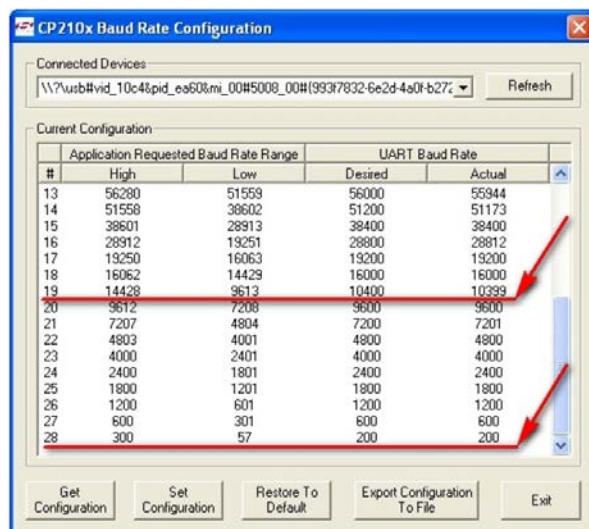 CP210x Baud Rate Configuration
Connected Devices
\\?\usb#vid_10c4&pid_ea60&mi_00#5008_00#{993f7832-6e2d-4a0f-b272
Refresh
Current Configuration
Application Requested Baud Rate Range UART Baud Rate
# High Low Desired Actual
13 56280 51559 56000 55944
14 51558 38602 51200 51173
15 38601 28913 38400 38400
16 28912 19251 28800 28812
17 19250 16063 19200 19200
18 16062 14429 16000 16000
19 14428 9613 10400 10399
20 9612 7208 9600 9600
21 7207 4804 7200 7201
22 4803 4001 4800 4800
23 4000 2401 4000 4000
24 2400 1801 2400 2400
25 1800 1201 1800 1800
26 1200 601 1200 1200
27 600 301 600 600
28 300 57 200 200
Get Configuration
Set Configuration
Restore To Default
Export Configuration To File
Exit